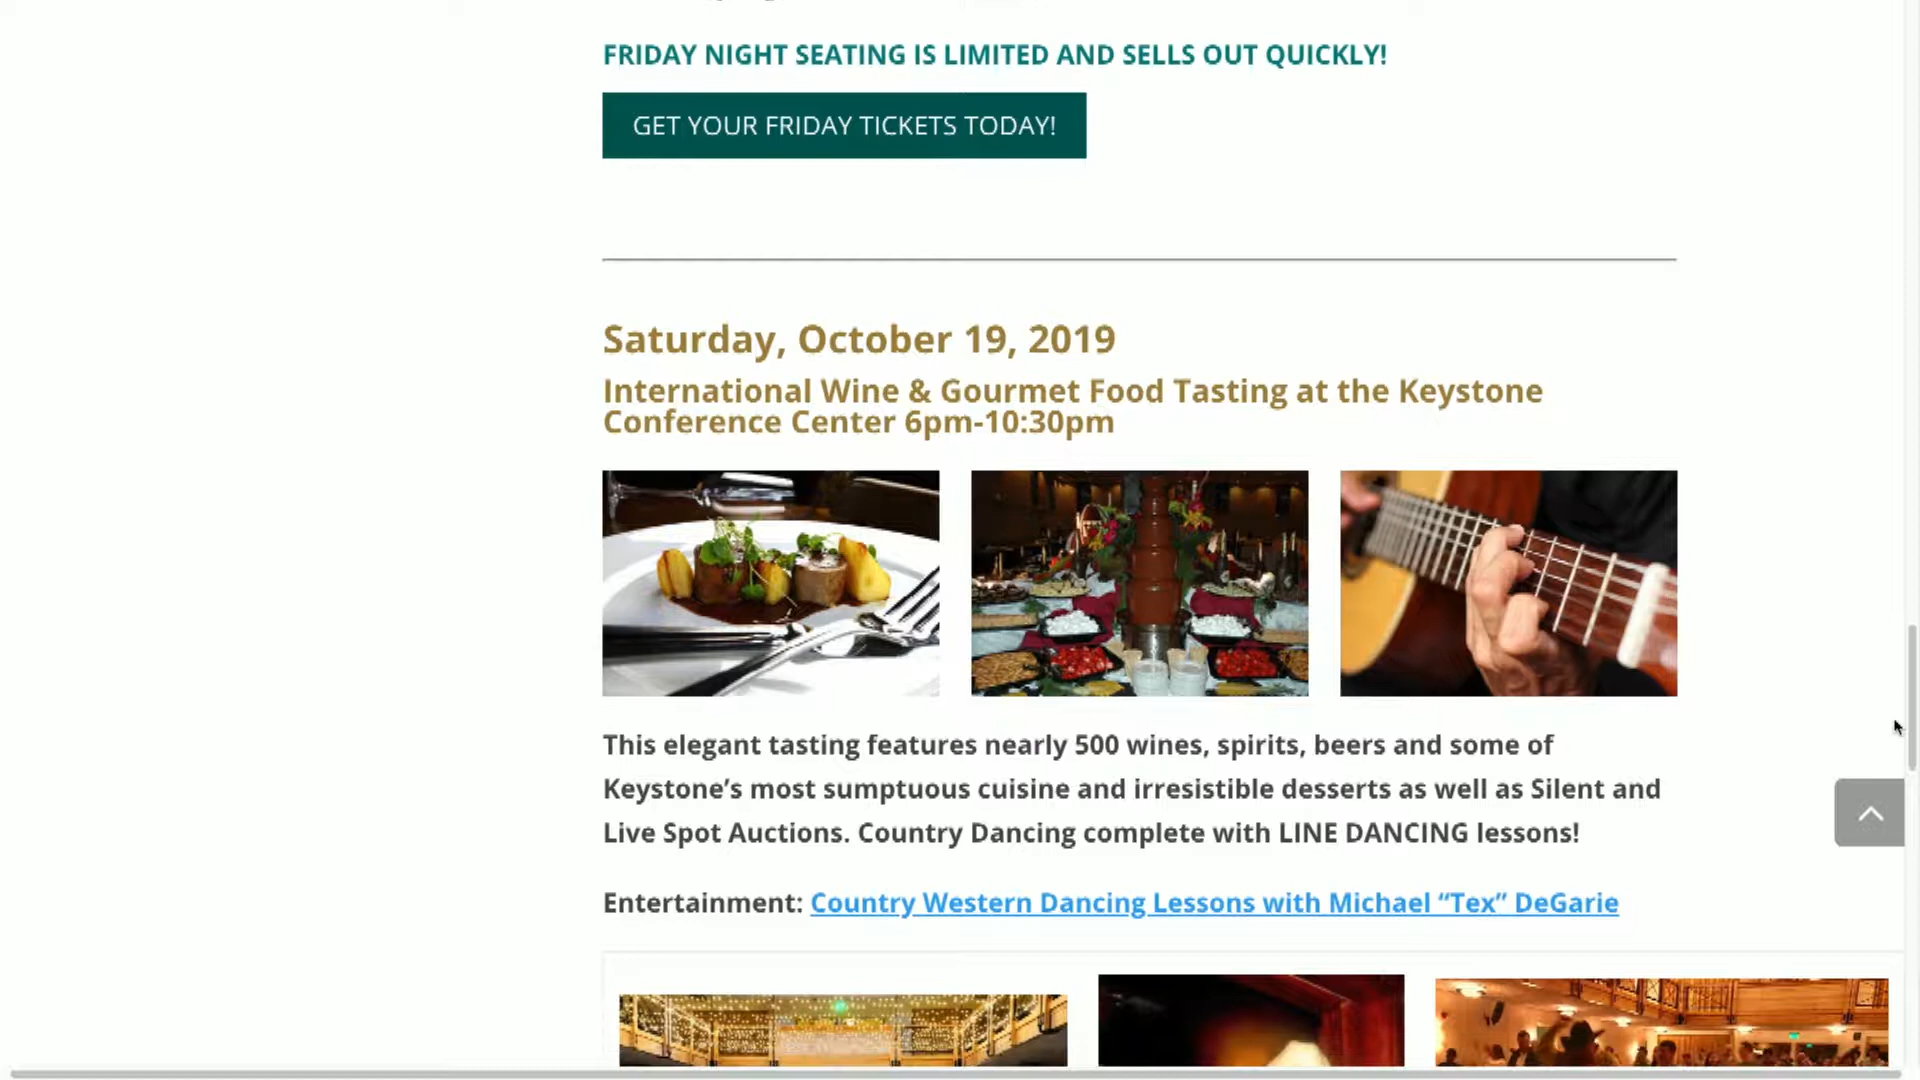 FRIDAY NIGHT SEATING IS LIMITED AND SELLS OUT QUICKLY!
GET YOUR FRIDAY TICKETS TODAY!
Saturday, October 19, 2019
International Wine & Gourmet Food Tasting at the Keystone
Conference Center 6pm-10:30pm
This elegant tasting features nearly 500 wines, spirits, beers and some of
Keystone’s most sumptuous cuisine and irresistible desserts as well as Silent and
Live Spot Auctions. Country Dancing complete with LINE DANCING lessons!
Entertainment: Country Western Dancing Lessons with Michael “Tex” DeGarie